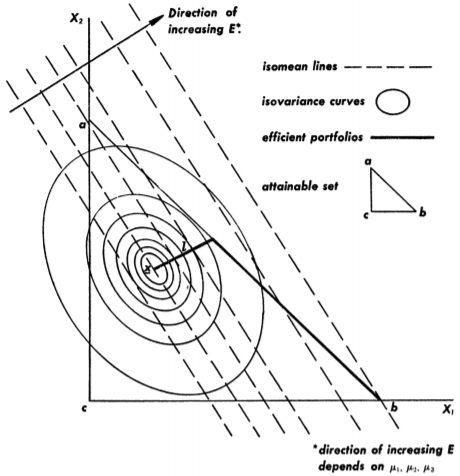 X₂
Direction of
increasing E*.
isomean lines
isovariance curves
efficient portfolios
attainable set
a
c b
a
x
l
c
b
X₁
*direction of increasing E
depends on μ₁, μ₂, μ₃